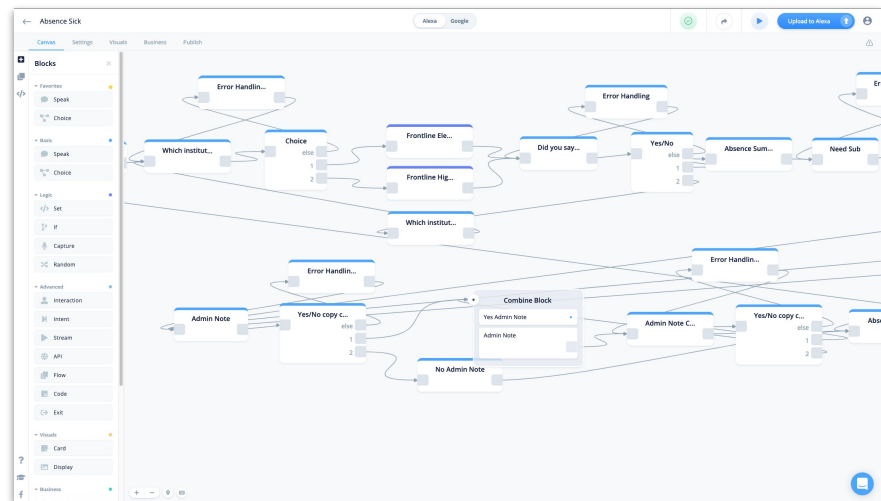 Absence Sick
Alexa Google
Upload to Alexa
Canvas Settings Visuals Business Publish
Blocks
Favorites
Speak
Choice
Basic
Speak
Choice
Logic
</> Set
If
Capture
Random
Advanced
Interaction
Intent
Stream
API
Flow
Code
Exit
Visuals
Card
Display
Business
Error Handlin...
Error Handling
Er
Which institut...
Choice
else
1
2
Frontline Ele...
Frontline Hig...
Did you say...
Yes/No
else
1
2
Absence Sum...
Need Sub
Which institut...
Error Handlin...
Error Handlin...
Admin Note
Yes/No copy c...
else
1
2
Combine Block
Yes Admin Note
Admin Note
Admin Note C...
Yes/No copy c...
else
1
2
Abse
No Admin Note